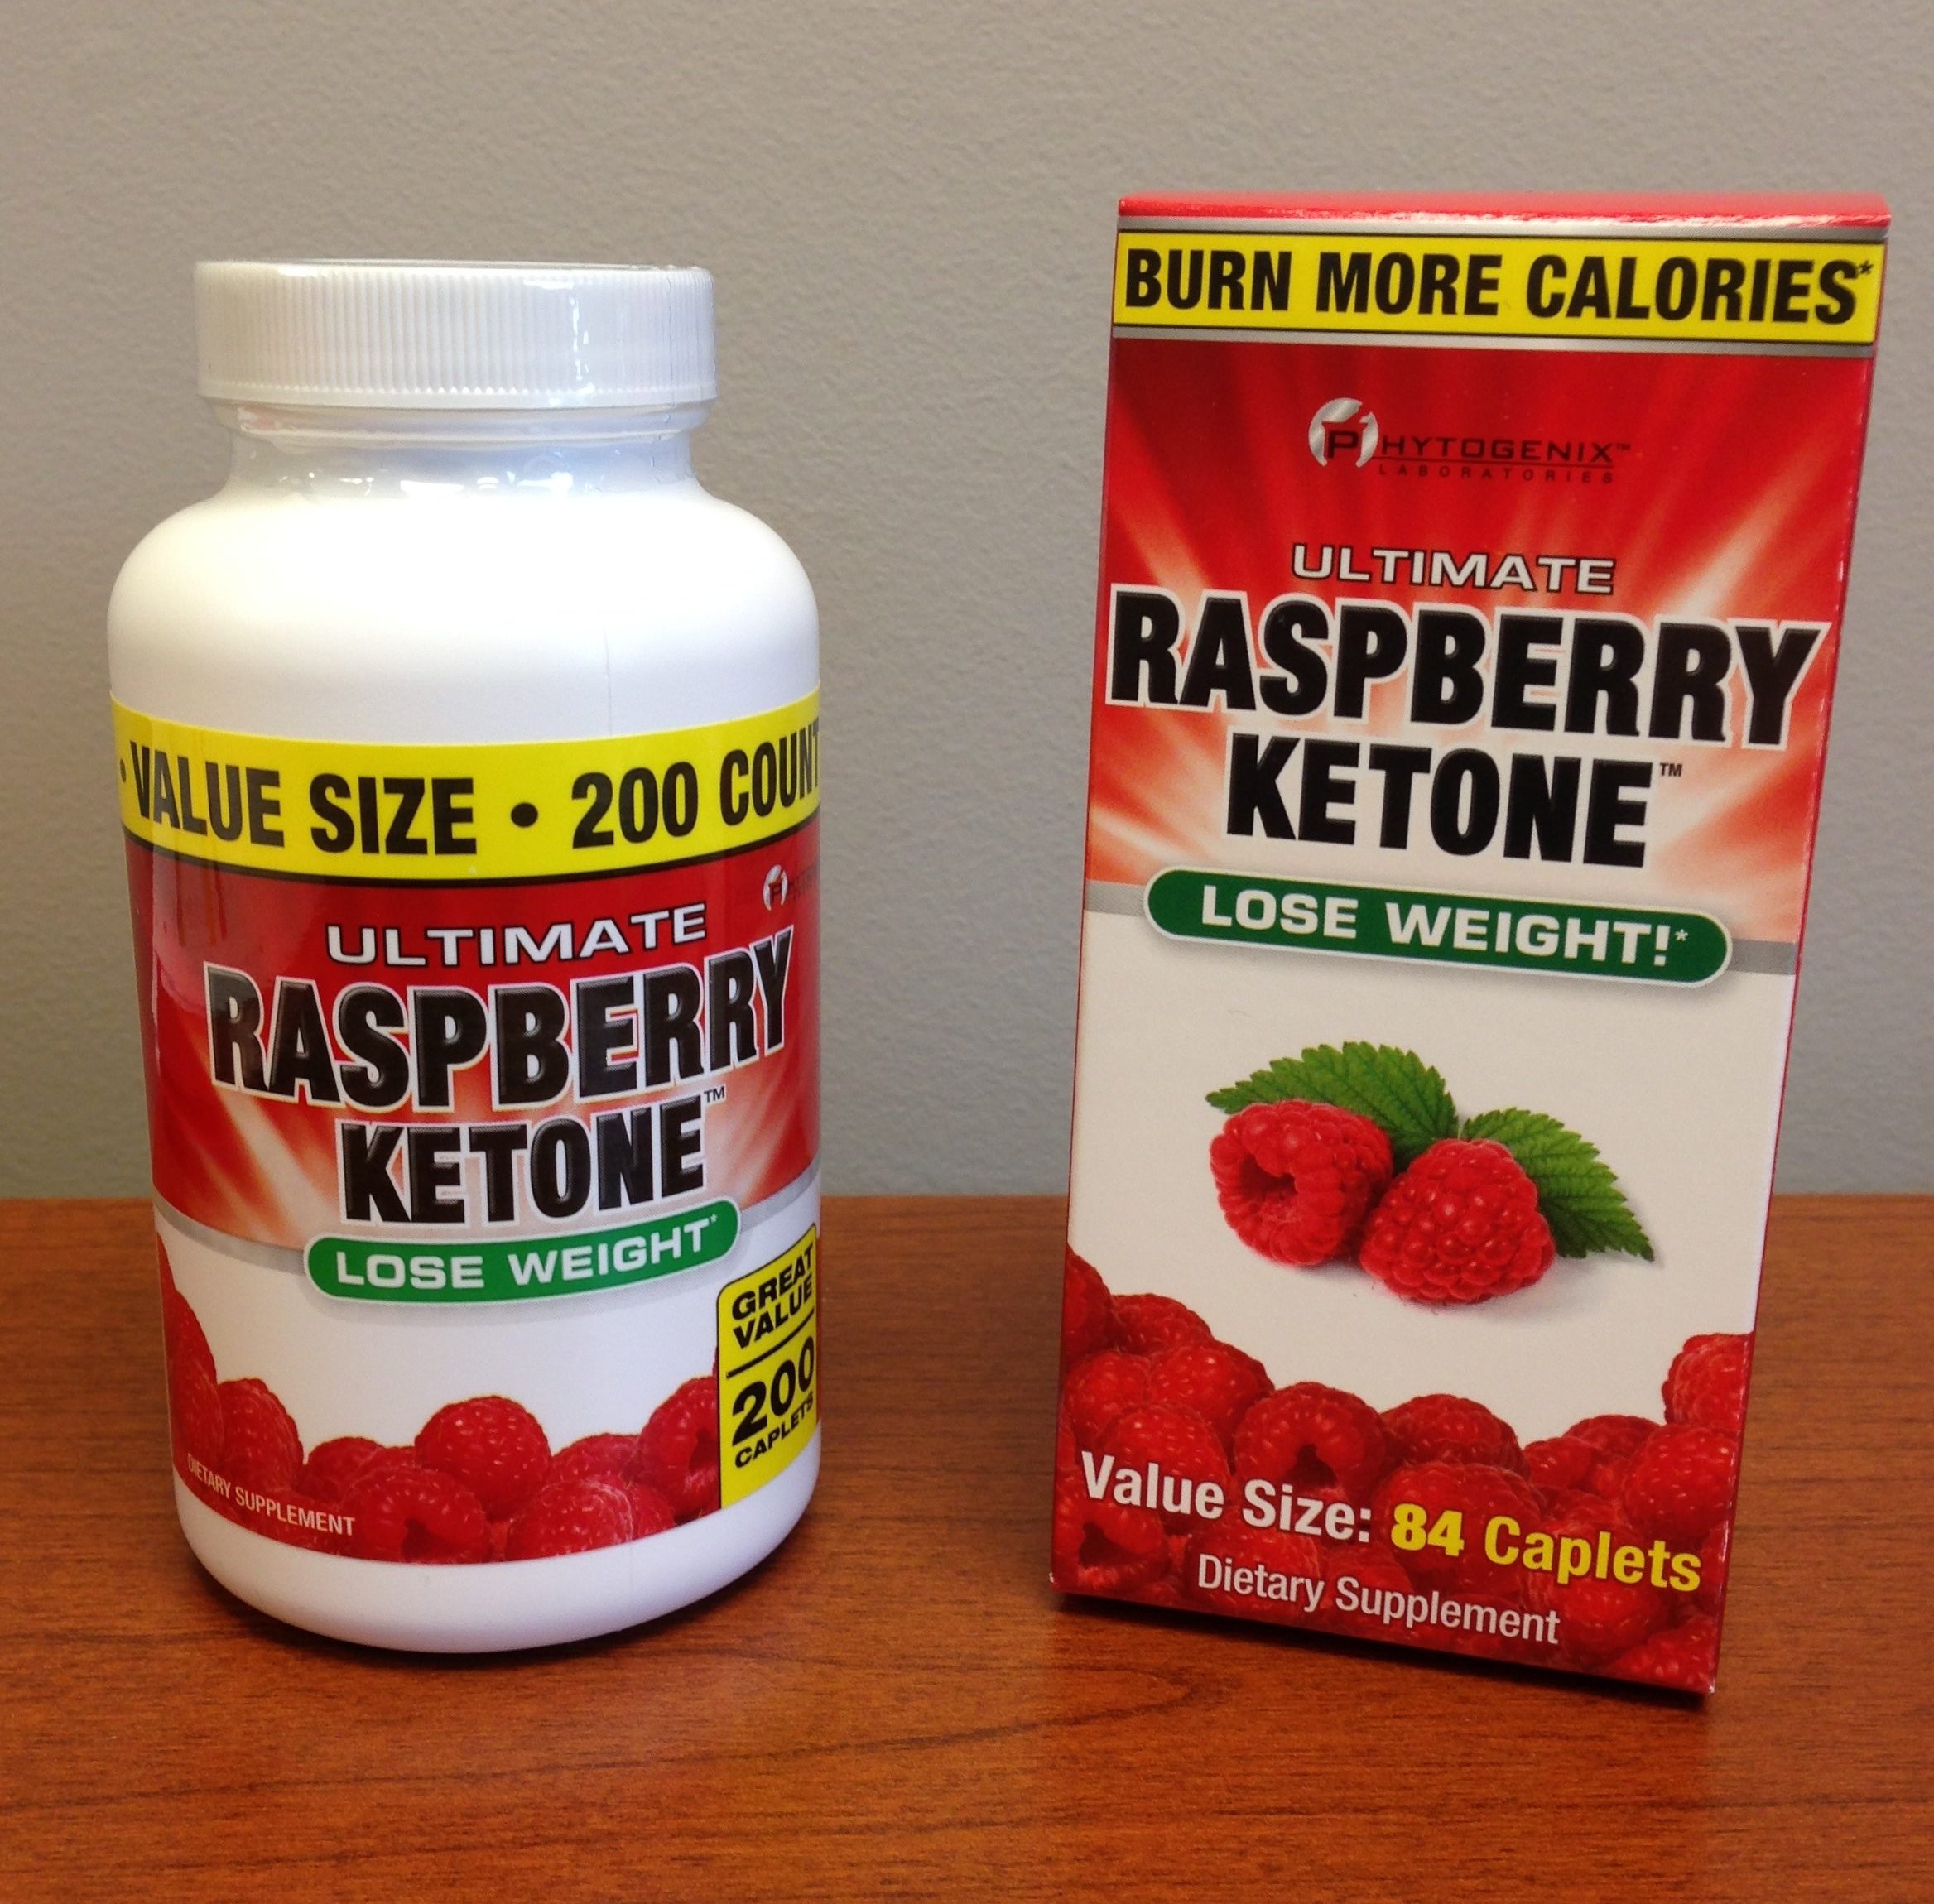 • VALUE SIZE • 200 COUNT
ULTIMATE
RASPBERRY
KETONE™
LOSE WEIGHT*
GREAT
VALUE
200
CAPLETS
DIETARY SUPPLEMENT
BURN MORE CALORIES*
PHYTOGENIX™
LABORATORIES
ULTIMATE
RASPBERRY
KETONE™
LOSE WEIGHT!*
Value Size: 84 Caplets
Dietary Supplement